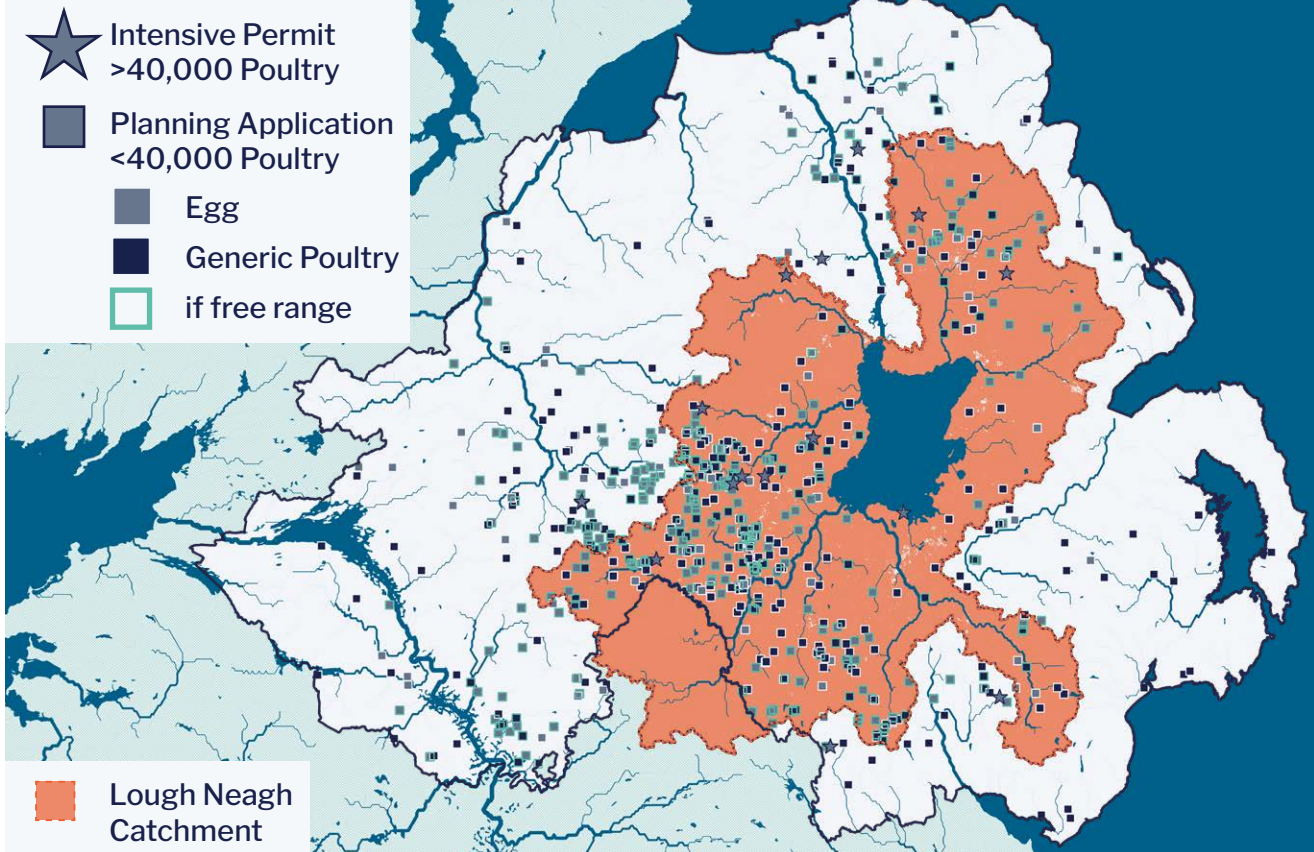 Intensive Permit
>40,000 Poultry
Planning Application
<40,000 Poultry
Egg
Generic Poultry
if free range
Lough Neagh
Catchment